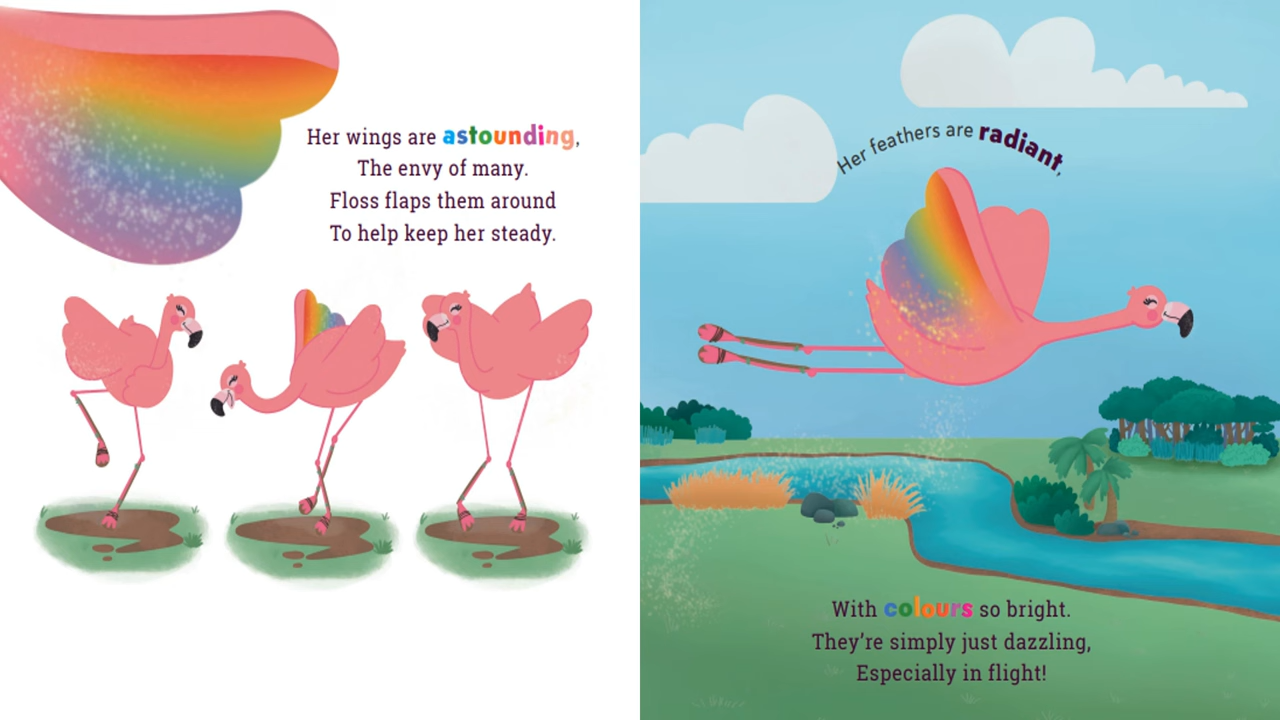 Her wings are astounding,
The envy of many.
Floss flaps them around
To help keep her steady.
Her feathers are radiant,
With colours so bright.
They’re simply just dazzling,
Especially in flight!